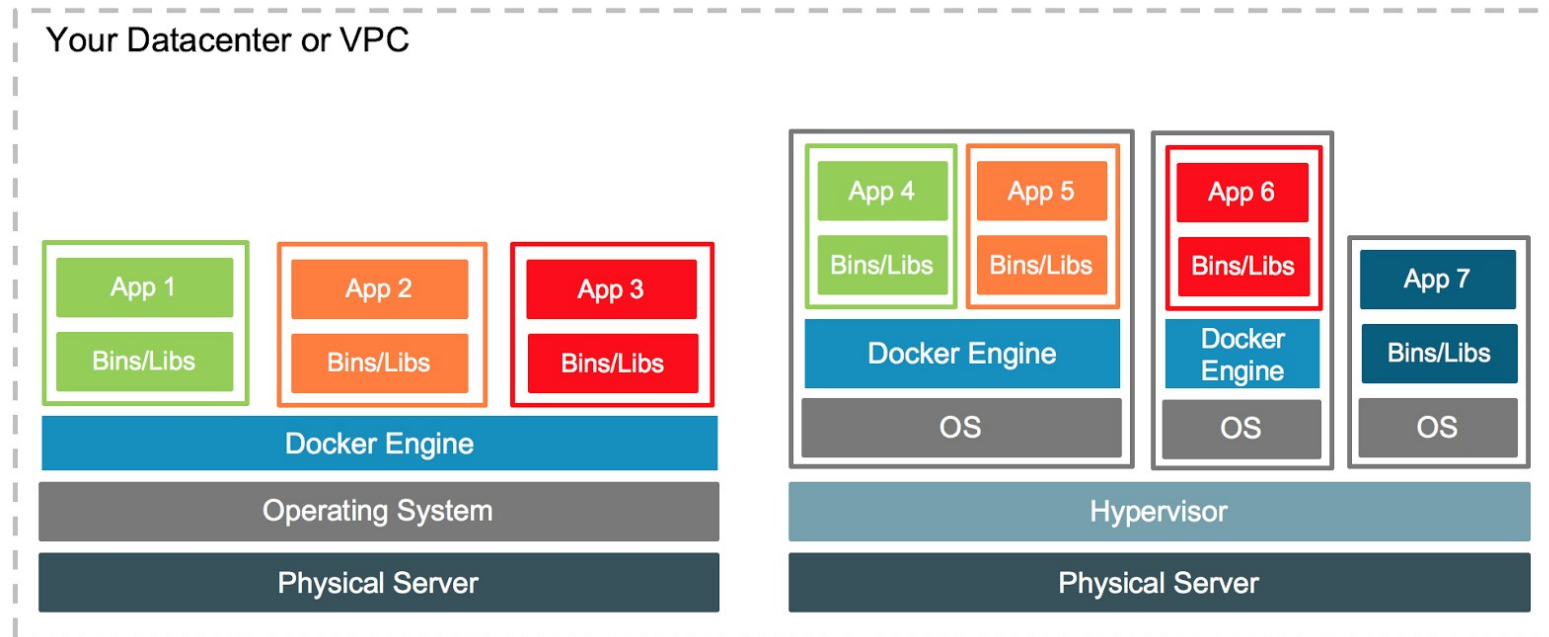 Your Datacenter or VPC
App 1
Bins/Libs
App 2
Bins/Libs
App 3
Bins/Libs
Docker Engine
Operating System
Physical Server
App 4
Bins/Libs
App 5
Bins/Libs
Docker Engine
OS
App 6
Bins/Libs
Docker
Engine
OS
App 7
Bins/Libs
OS
Hypervisor
Physical Server